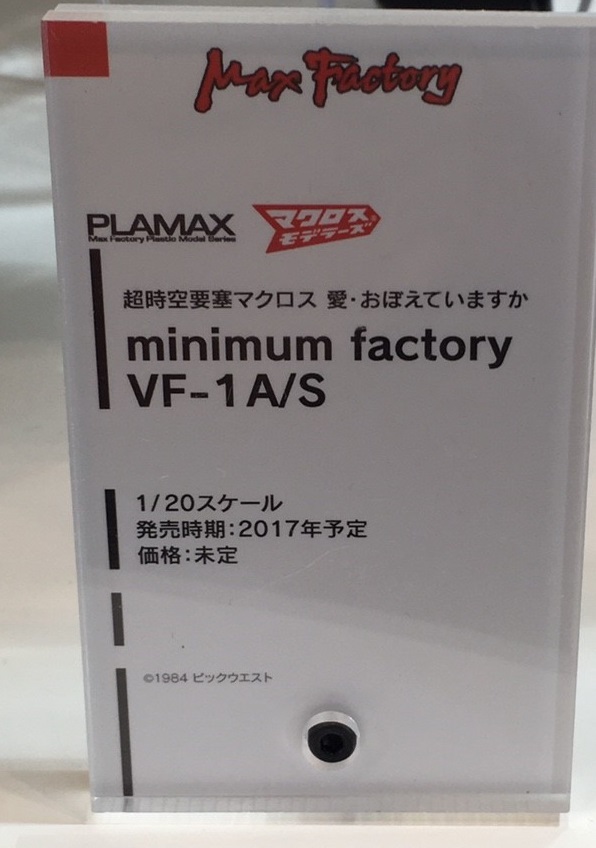 Max Factory
PLAMAX
Max Factory Plastic Model Series
マクロス
モデラーズ
超時空要塞マクロス 愛・おぼえていますか
minimum factory
VF-1A/S
1/20スケール
発売時期：2017年予定
価格：未定
©1984 ビックウエスト